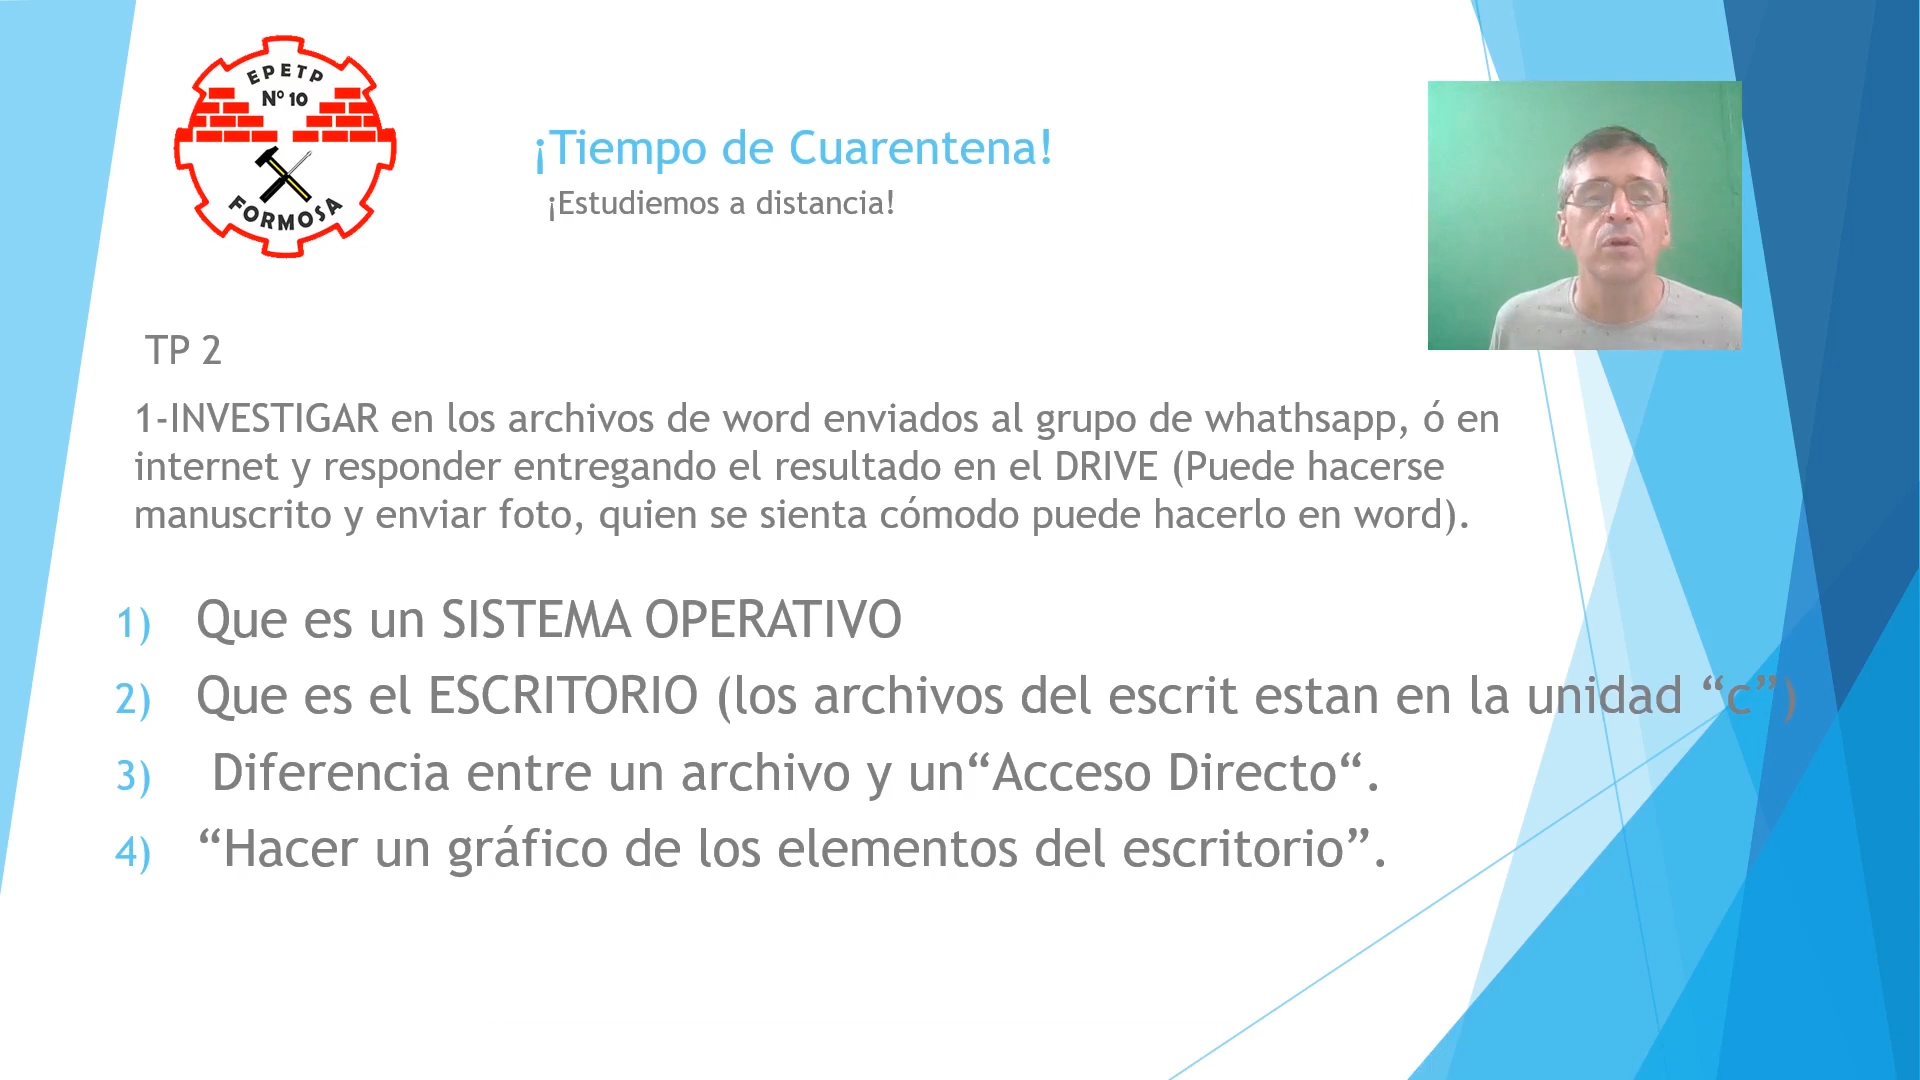 EPETP
Nº 10
FORMOSA
¡Tiempo de Cuarentena!
¡Estudiemos a distancia!
TP 2
1-INVESTIGAR en los archivos de word enviados al grupo de whathsapp, ó en
internet y responder entregando el resultado en el DRIVE (Puede hacerse
manuscrito y enviar foto, quien se sienta cómodo puede hacerlo en word).
1) Que es un SISTEMA OPERATIVO
2) Que es el ESCRITORIO (los archivos del escrit estan en la unidad “c”)
3) Diferencia entre un archivo y un“Acceso Directo“.
4) “Hacer un gráfico de los elementos del escritorio”.